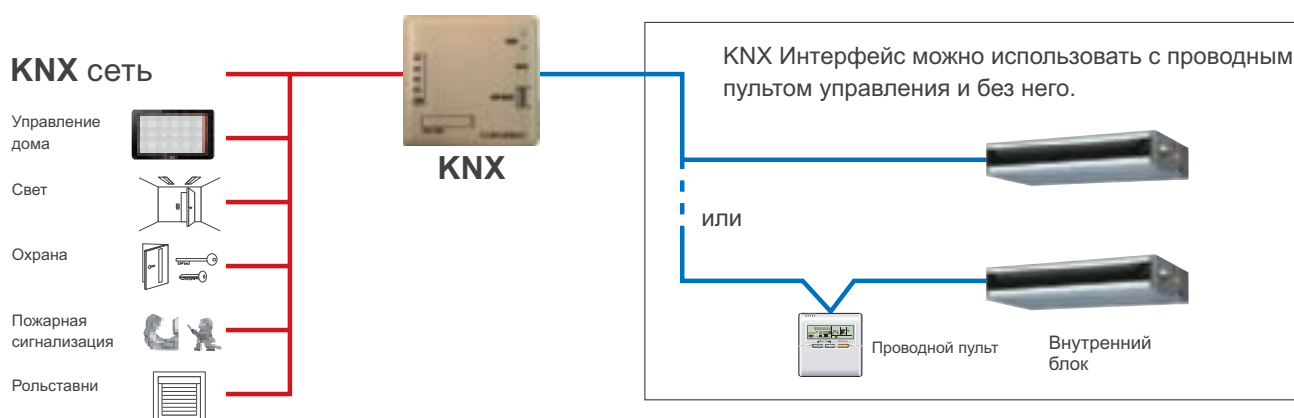 KNX сеть
Управление
дома
Свет
Охрана
Пожарная
сигнализация
Рольставни
KNX
KNX Интерфейс можно использовать с проводным
пультом управления и без него.
или
Проводной пульт
Внутренний
блок